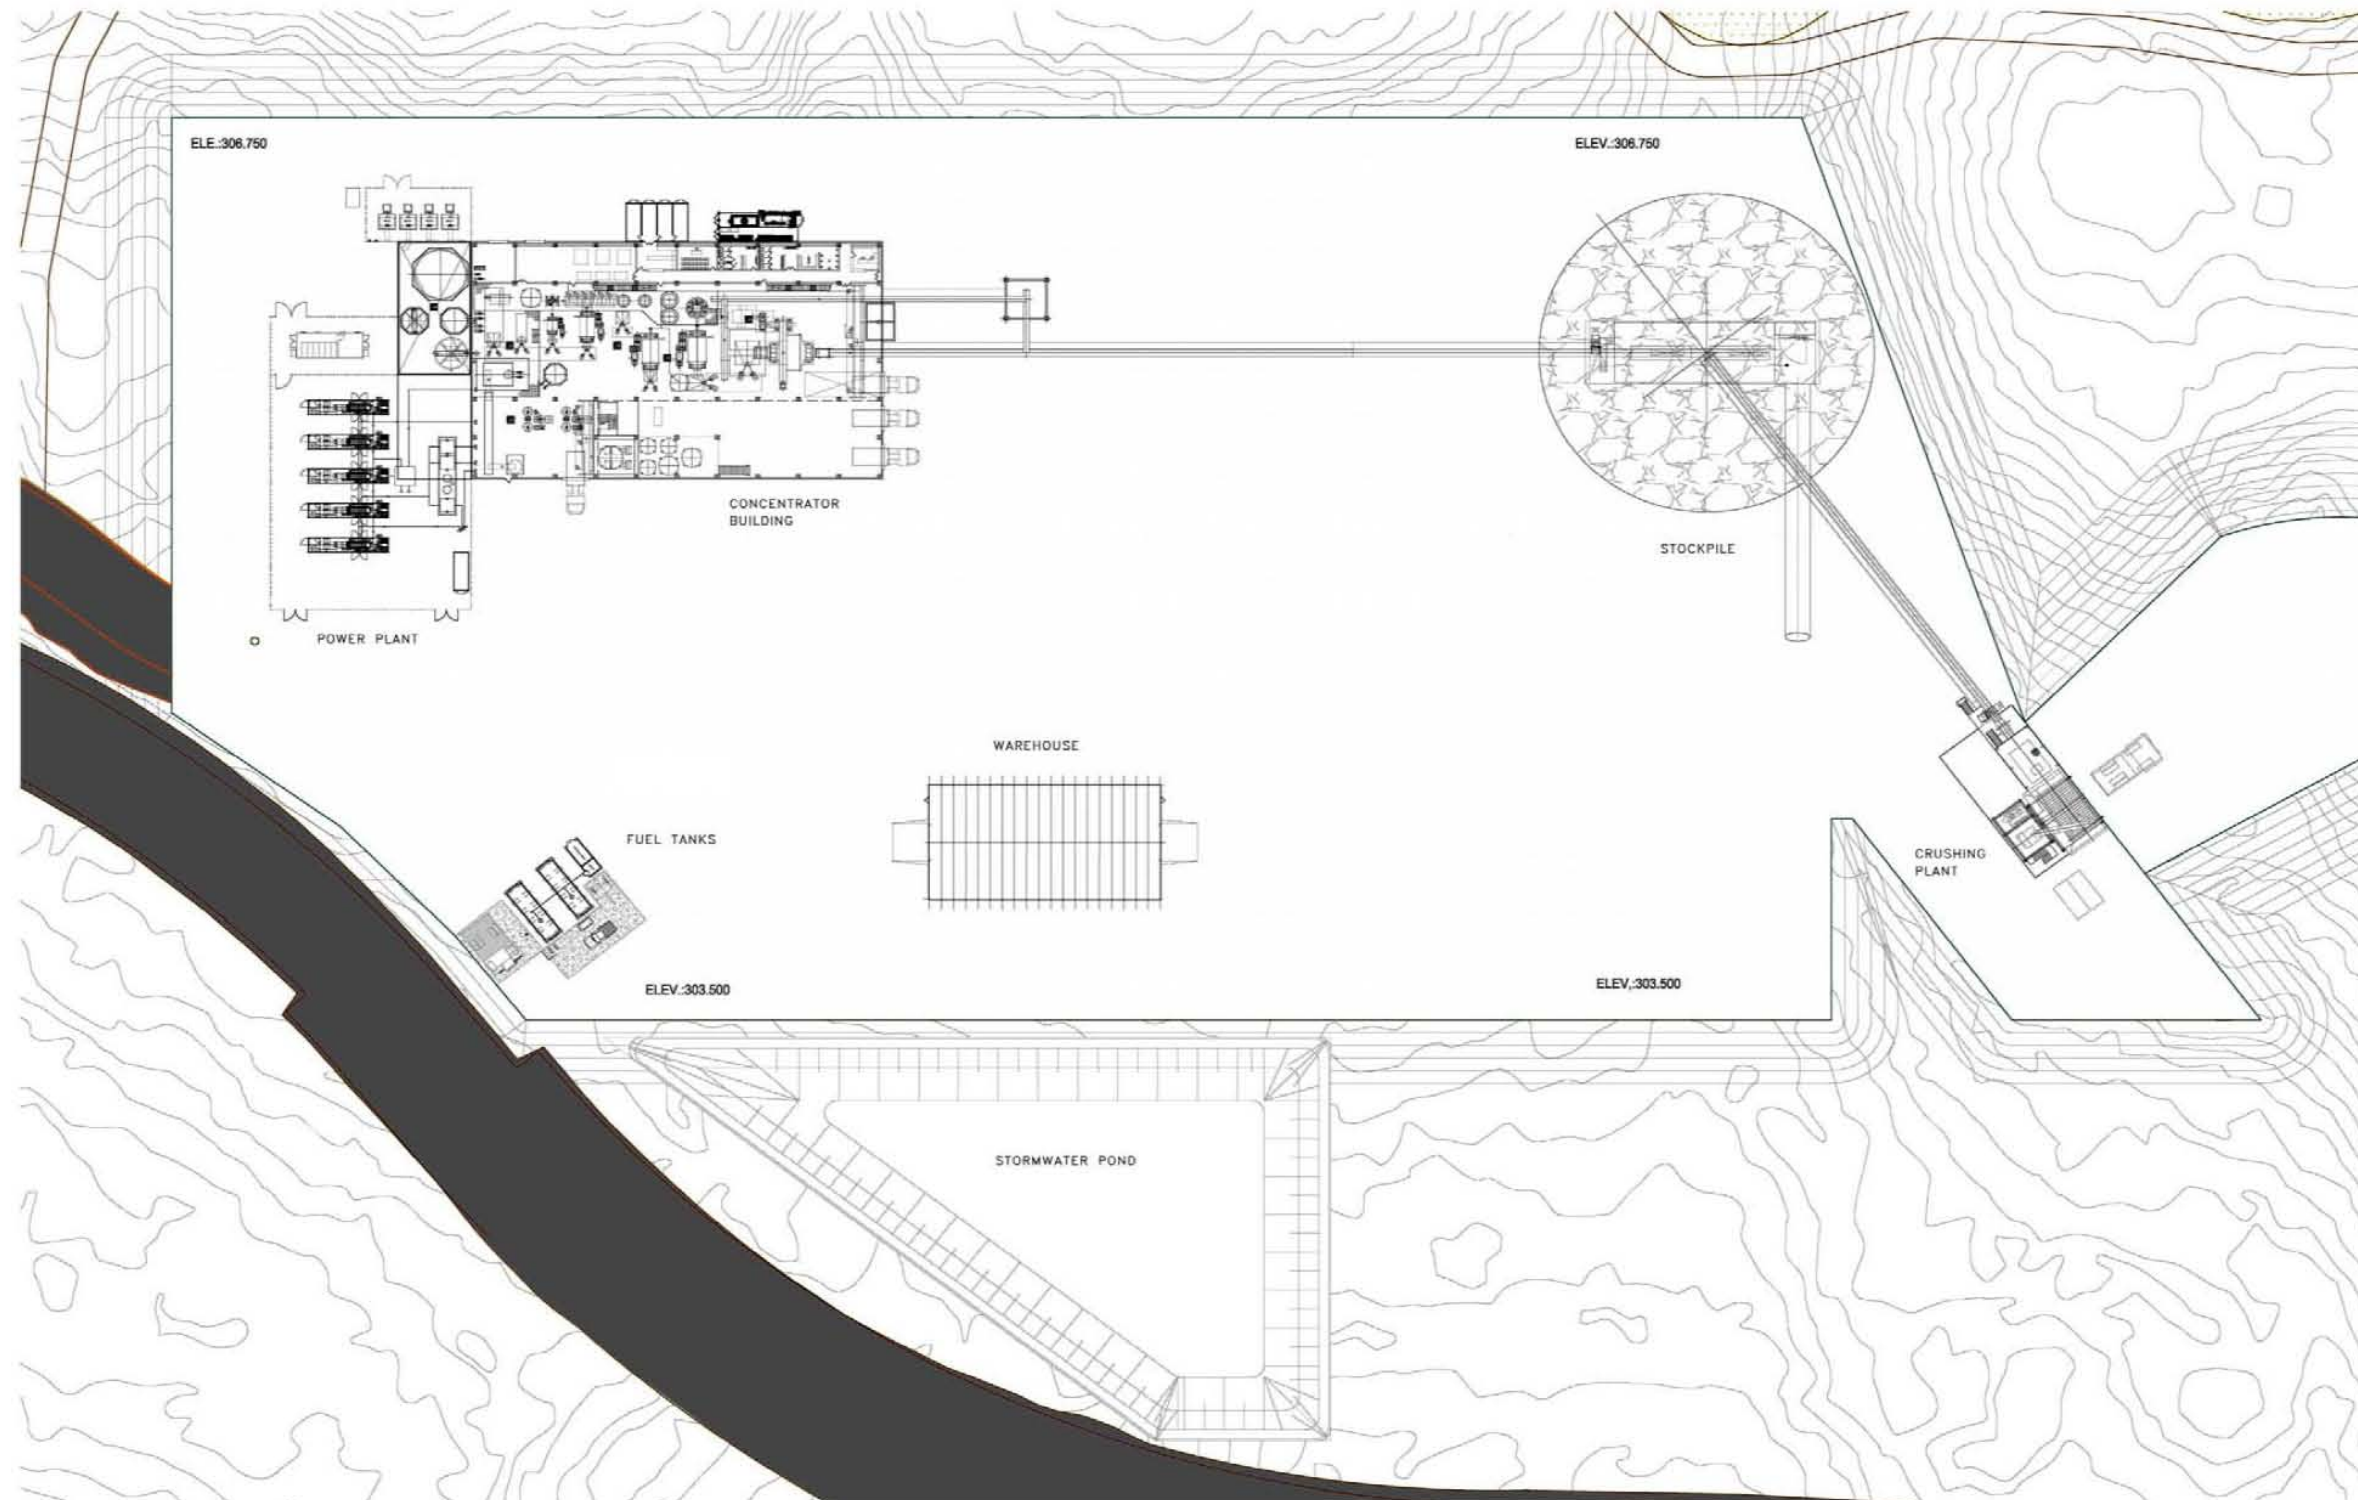 ELE.:306.750
ELEV.:306.750
CONCENTRATOR
BUILDING
STOCKPILE
POWER PLANT
WAREHOUSE
FUEL TANKS
CRUSHING
PLANT
ELEV.:303.500
ELEV,:303.500
STORMWATER POND